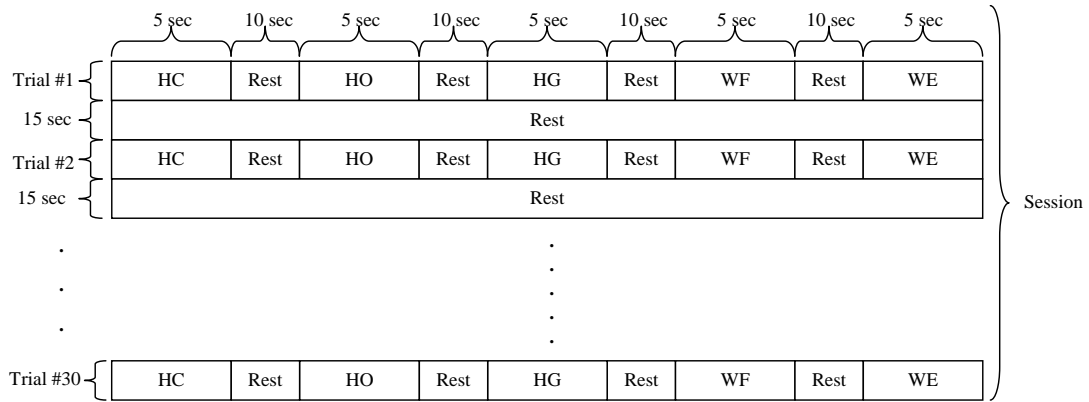 5 sec 10 sec 5 sec 10 sec 5 sec 10 sec 5 sec 10 sec 5 sec
Trial #1 HC Rest HO Rest HG Rest WF Rest WE
15 sec Rest
Trial #2 HC Rest HO Rest HG Rest WF Rest WE
15 sec Rest
Session
Trial #30 HC Rest HO Rest HG Rest WF Rest WE